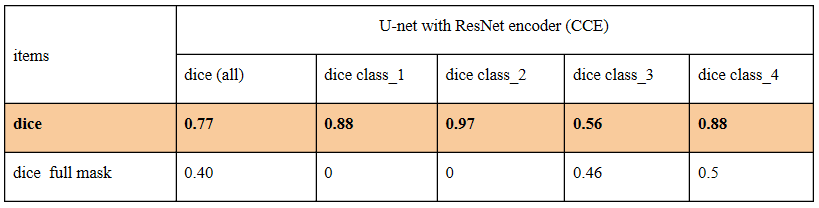 items
U-net with ResNet encoder (CCE)
dice (all) dice class_1 dice class_2 dice class_3 dice class_4
dice 0.77 0.88 0.97 0.56 0.88
dice full mask 0.40 0 0 0.46 0.5